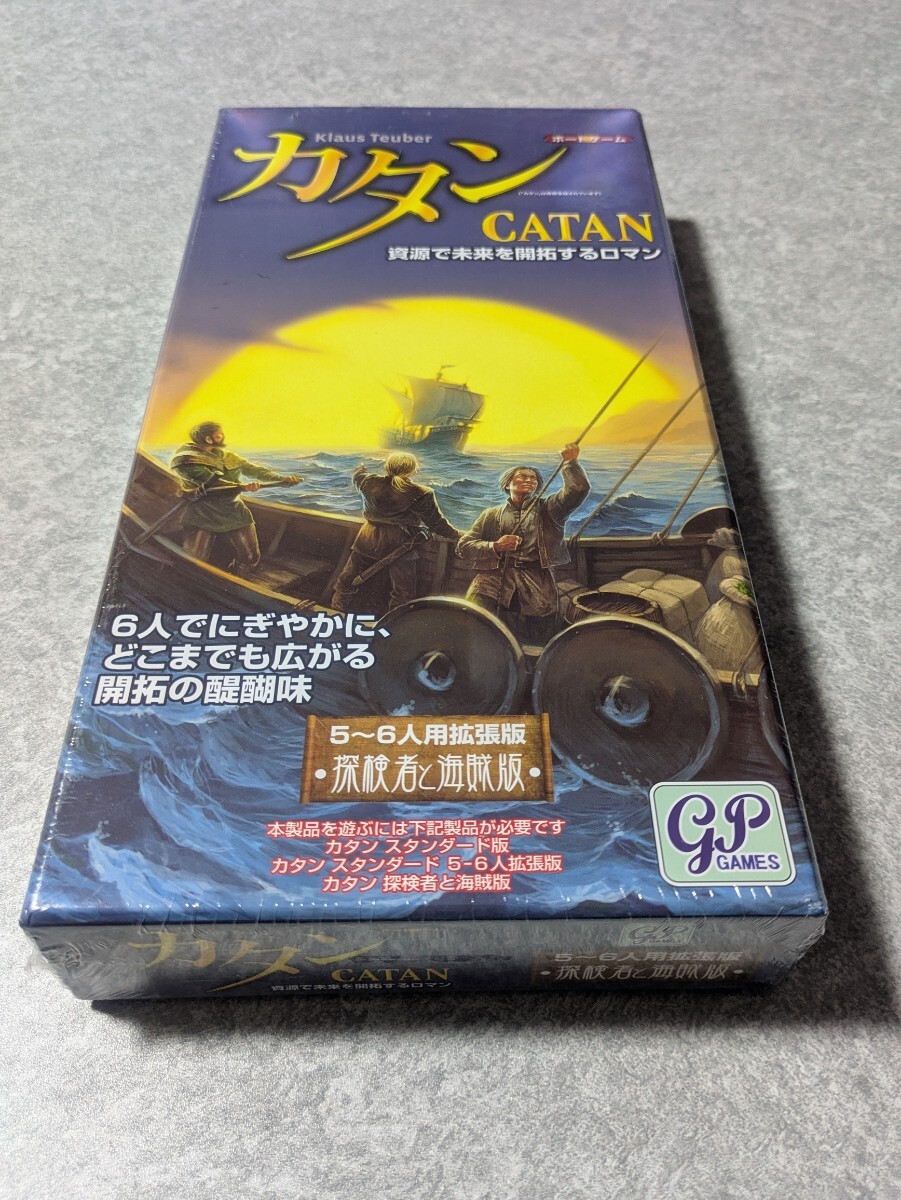 Klaus Teuber
ボードゲーム
カタン
CATAN
資源で未来を開拓するロマン
6人でにぎやかに、
どこまでも広がる
開拓の醍醐味
5〜6人用拡張版
・探検者と海賊版・
本製品を遊ぶには下記製品が必要です
カタン スタンダード版
カタン スタンダード 5-6人拡張版
カタン 探検者と海賊版
GP
GAMES
カタン
CATAN
資源で未来を開拓するロマン
GP
Games
5〜6人用拡張版
・探検者と海賊版・